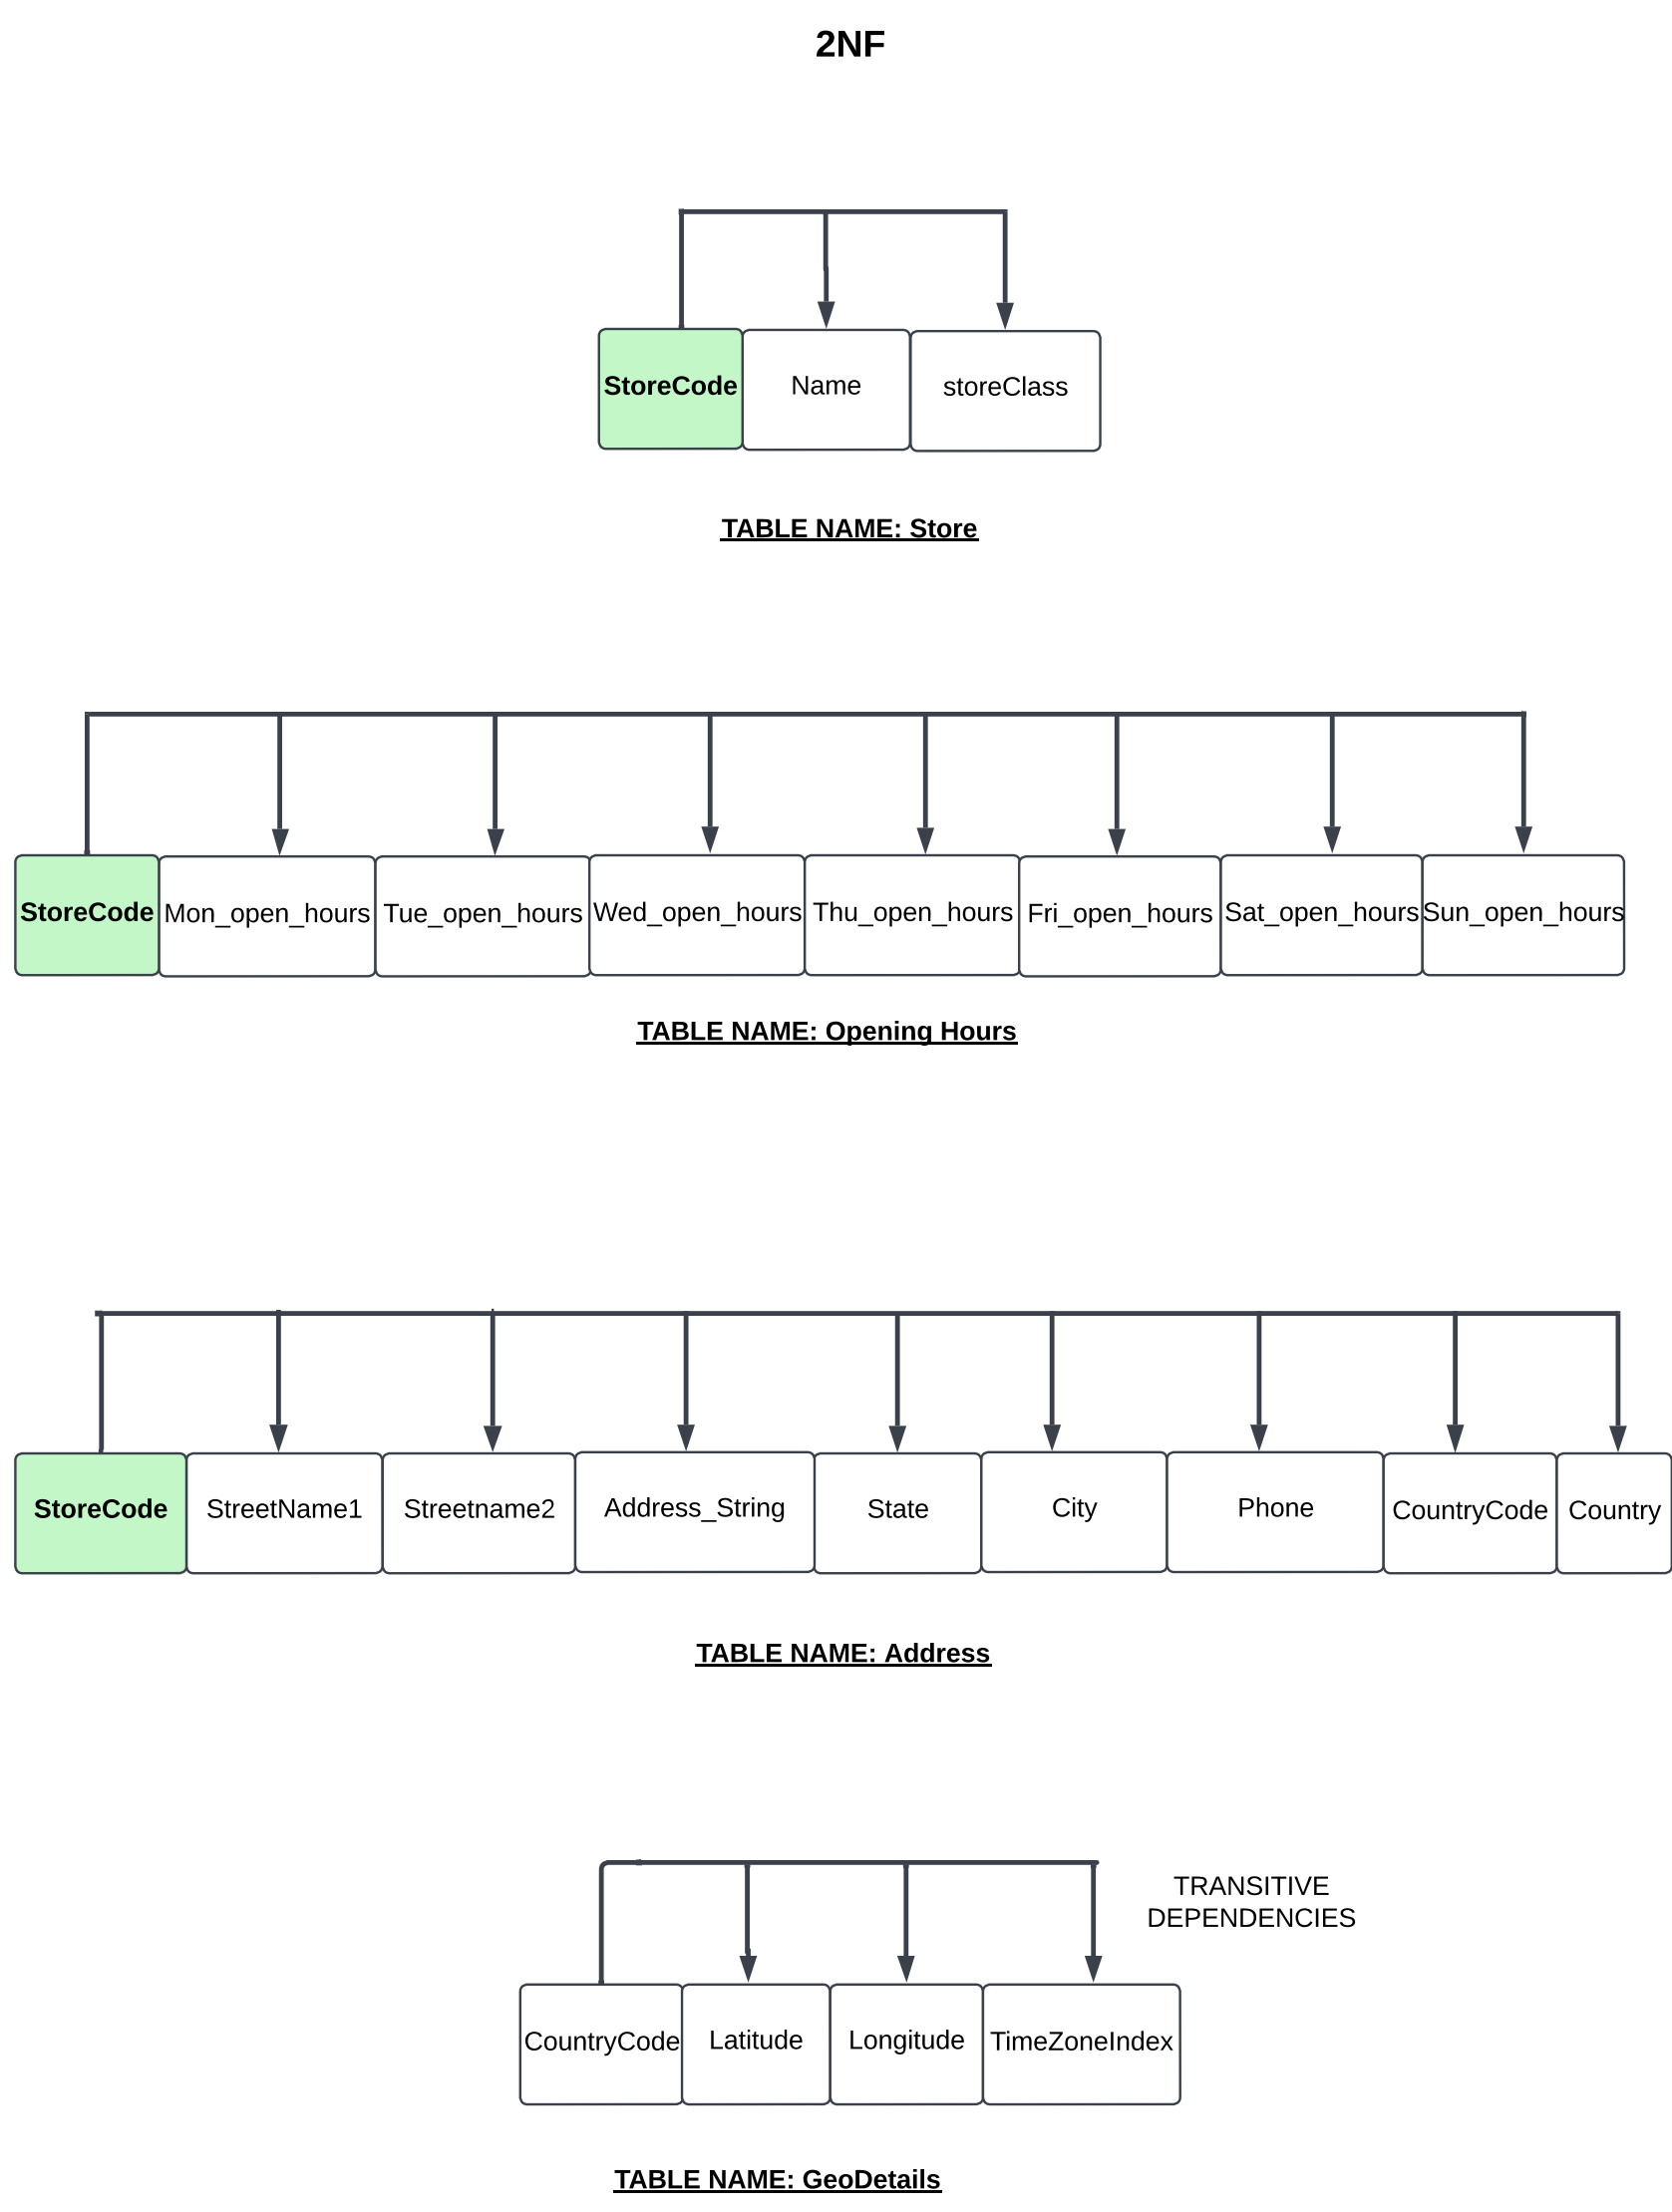 2NF
StoreCode Name storeClass
TABLE NAME: Store
StoreCode Mon_open_hours Tue_open_hours Wed_open_hours Thu_open_hours Fri_open_hours Sat_open_hours Sun_open_hours
TABLE NAME: Opening Hours
StoreCode StreetName1 Streetname2 Address_String State City Phone CountryCode Country
TABLE NAME: Address
TRANSITIVE
DEPENDENCIES
CountryCode Latitude Longitude TimeZoneIndex
TABLE NAME: GeoDetails